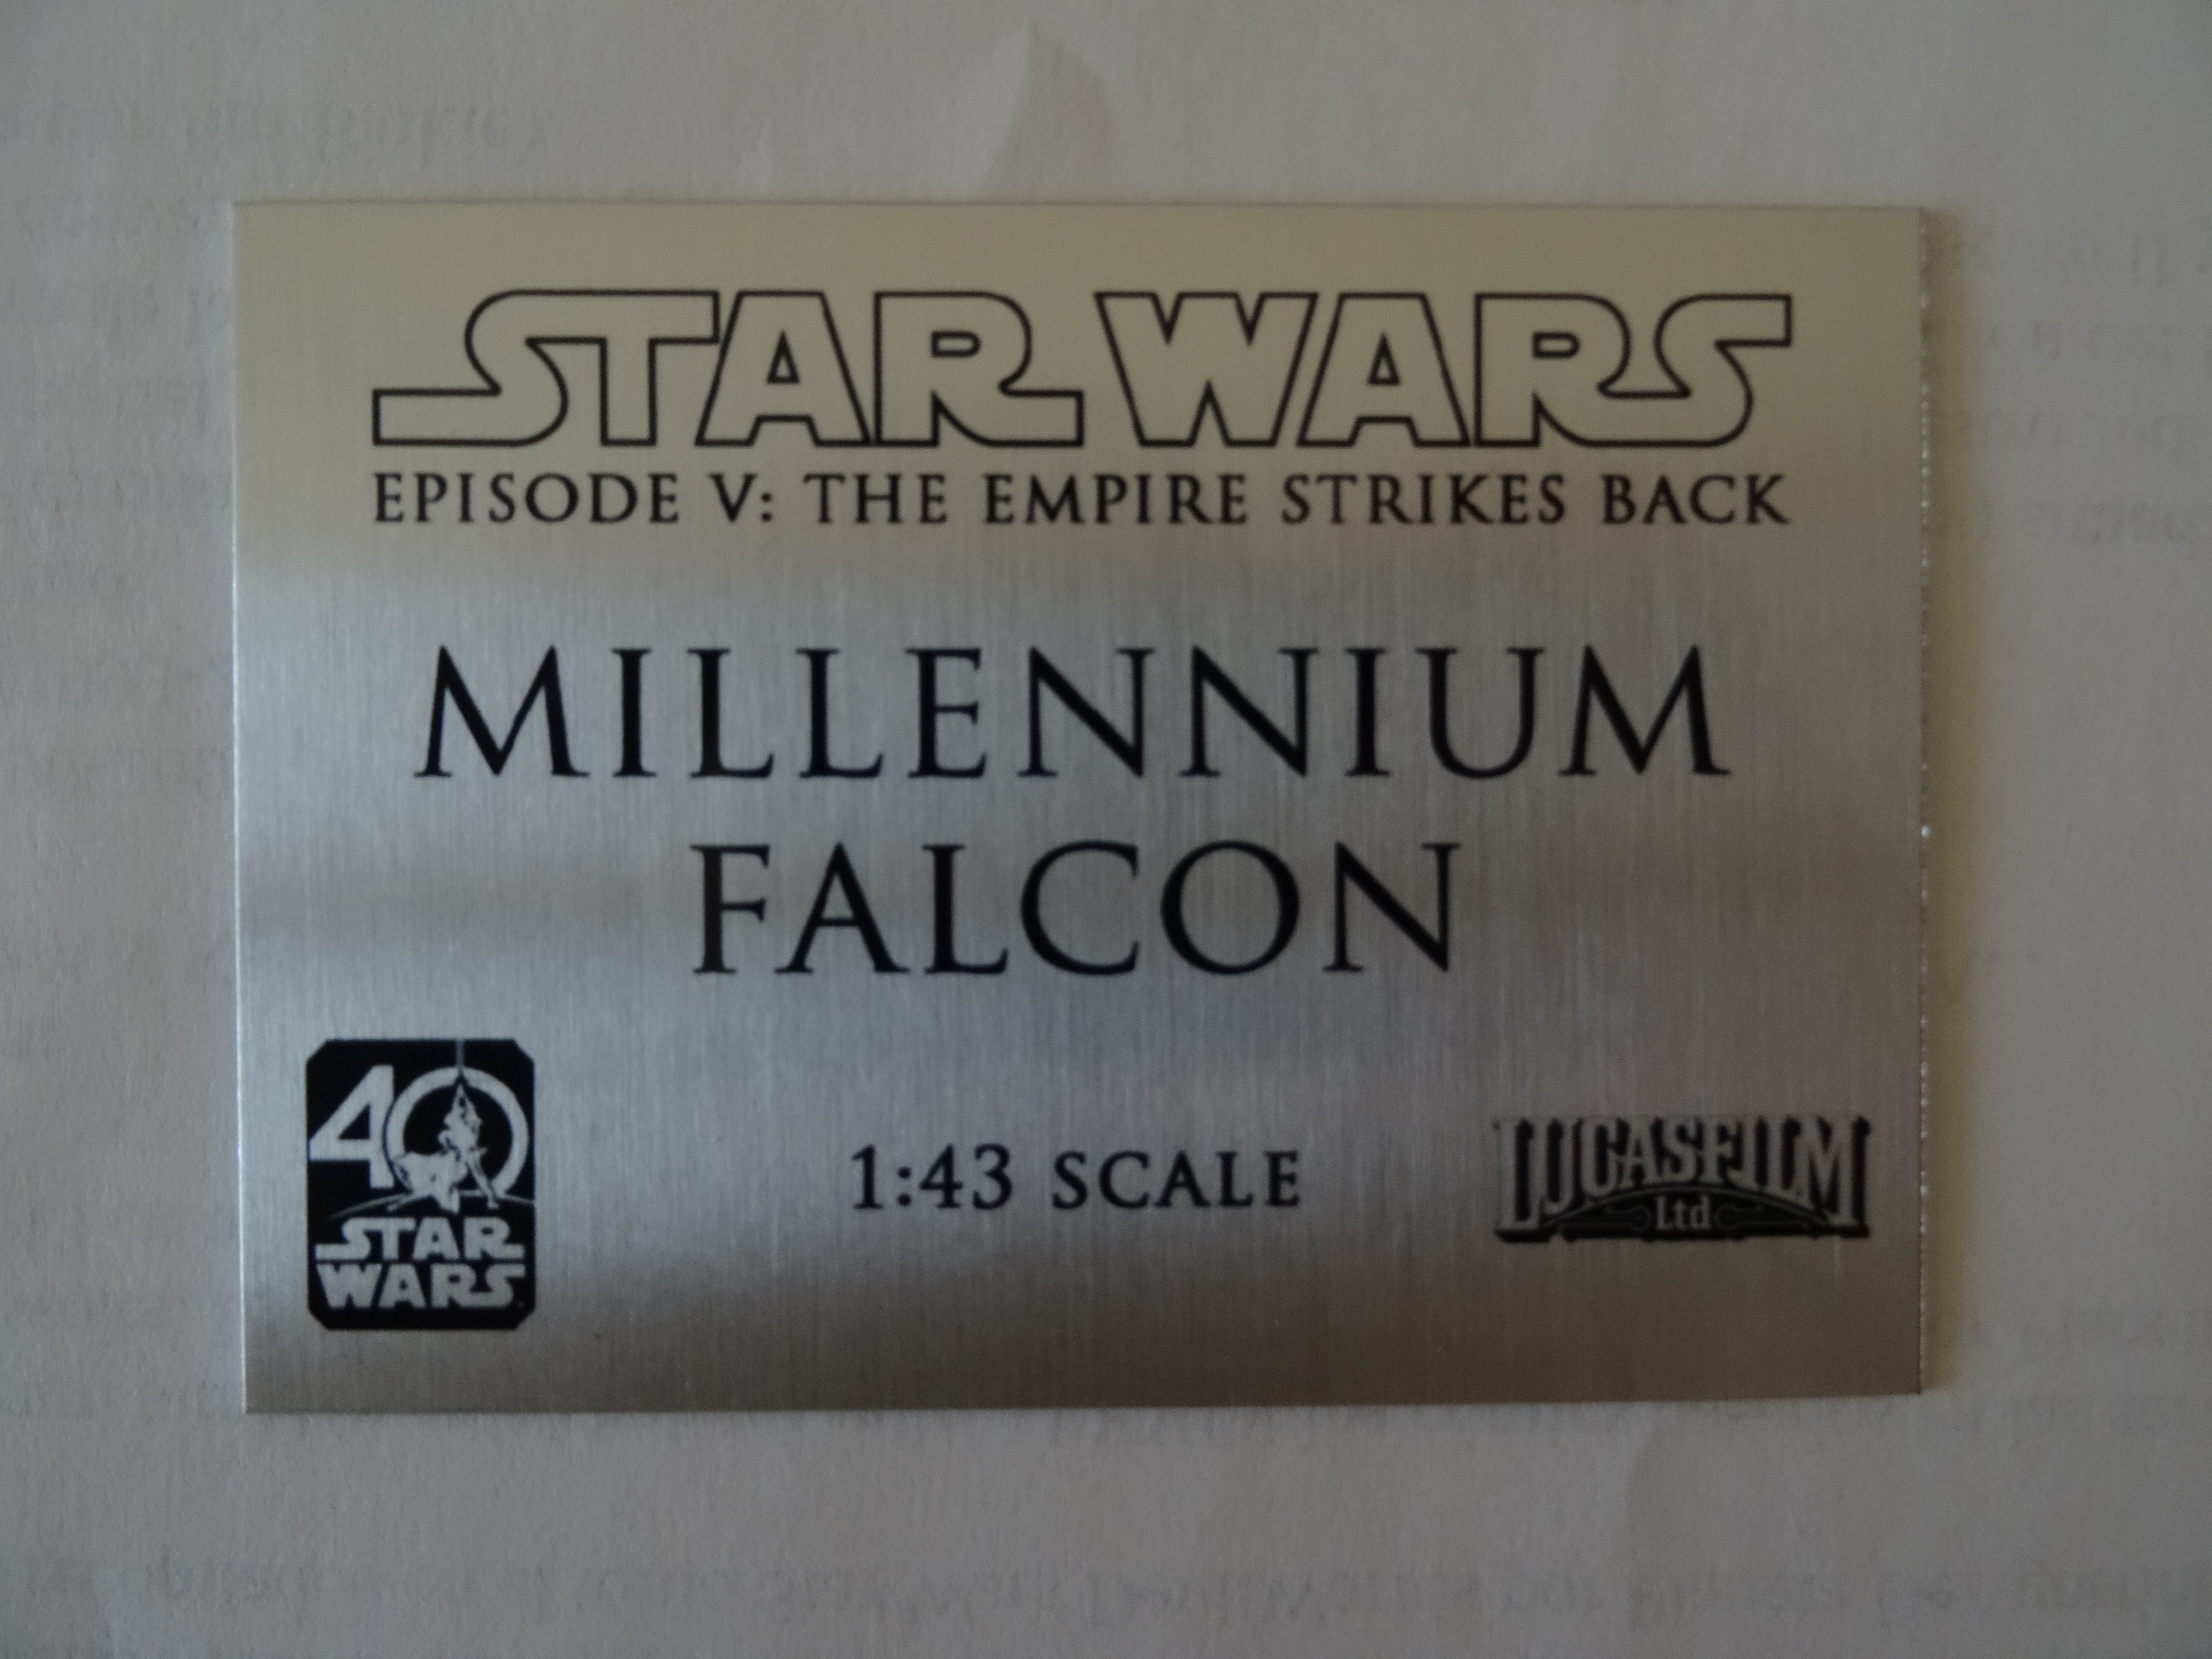 STAR WARS
EPISODE V: THE EMPIRE STRIKES BACK
MILLENNIUM
FALCON
40
STAR
WARS
1:43 SCALE
LUCASFILM
Ltd